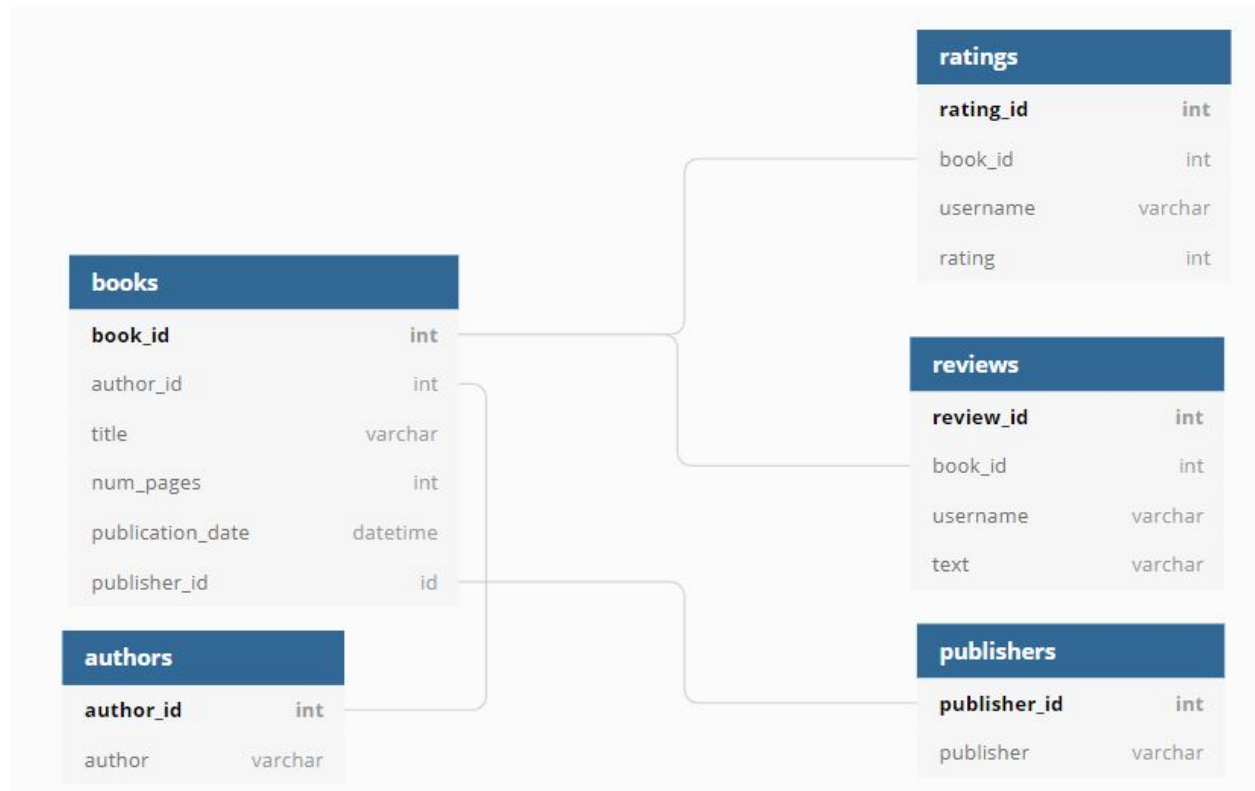 ratings
rating_id int
book_id int
username varchar
rating int
books
book_id int
author_id int
title varchar
num_pages int
publication_date datetime
publisher_id id
reviews
review_id int
book_id int
username varchar
text varchar
authors
author_id int
author varchar
publishers
publisher_id int
publisher varchar